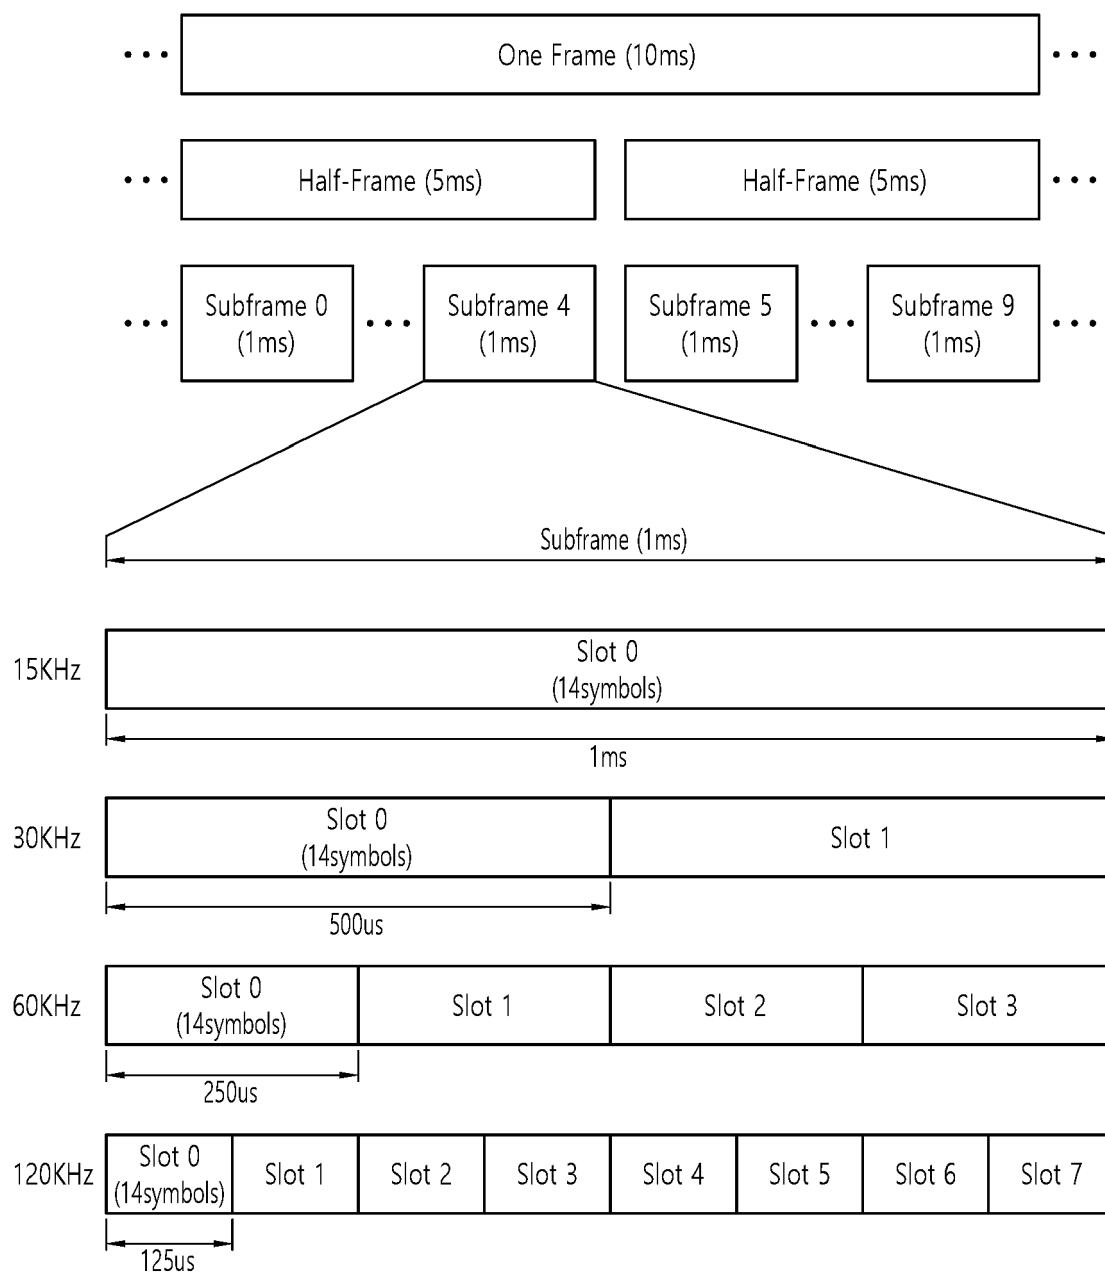 One Frame (10ms)
Half-Frame (5ms)
Half-Frame (5ms)
Subframe 0
(1ms)
Subframe 4
(1ms)
Subframe 5
(1ms)
Subframe 9
(1ms)
Subframe (1ms)
15KHz
Slot 0
(14symbols)
1ms
30KHz
Slot 0
(14symbols)
Slot 1
500us
60KHz
Slot 0
(14symbols)
Slot 1
Slot 2
Slot 3
250us
120KHz
Slot 0
(14symbols)
Slot 1
Slot 2
Slot 3
Slot 4
Slot 5
Slot 6
Slot 7
125us